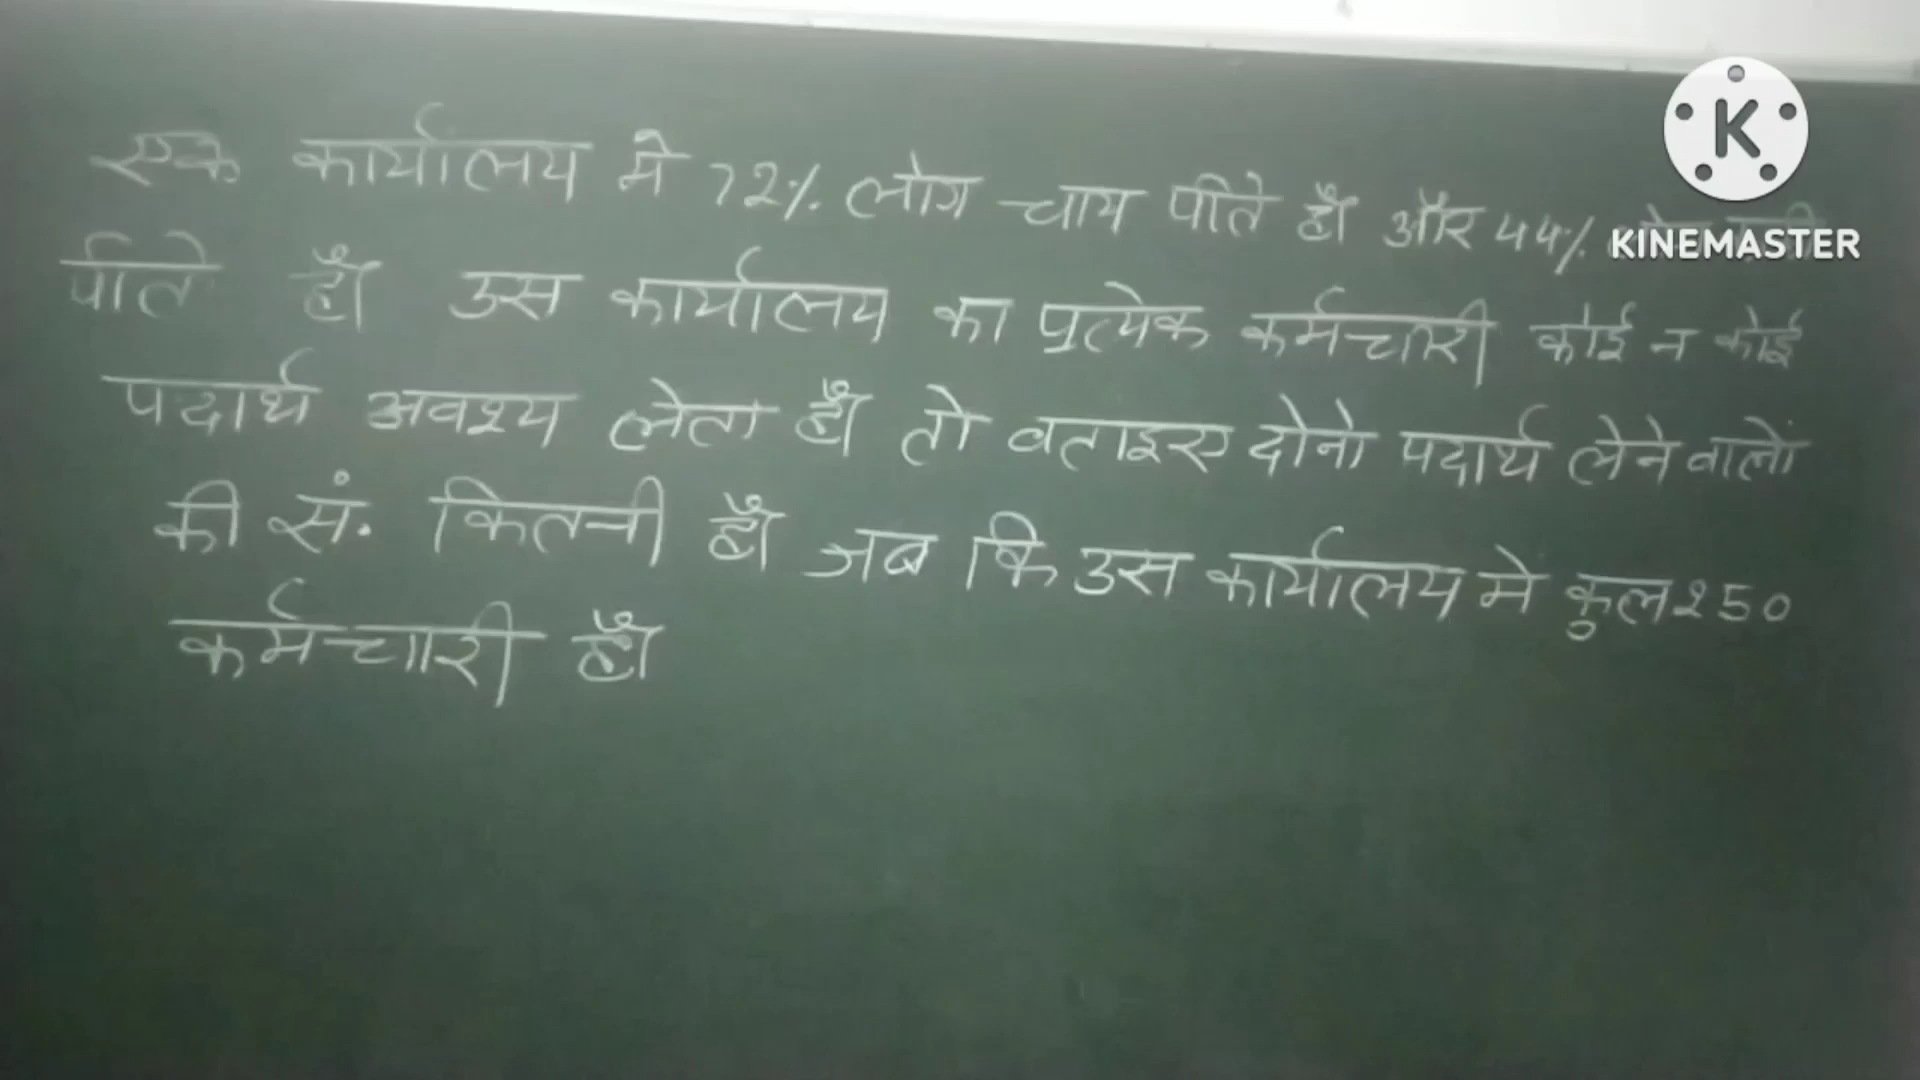 एक कार्यालय मे 72% लोग चाय पीते हैं और 44%
KINEMASTER
पीते हैं उस कार्यालय का प्रत्येक कर्मचारी कोई न कोई
पदार्थ अवश्य लेता हैं तो बताइए दोनो पदार्थ लेने वालों
की सं. कितनी हैं जब कि उस कार्यालय मे कुल 250
कर्मचारी हैं